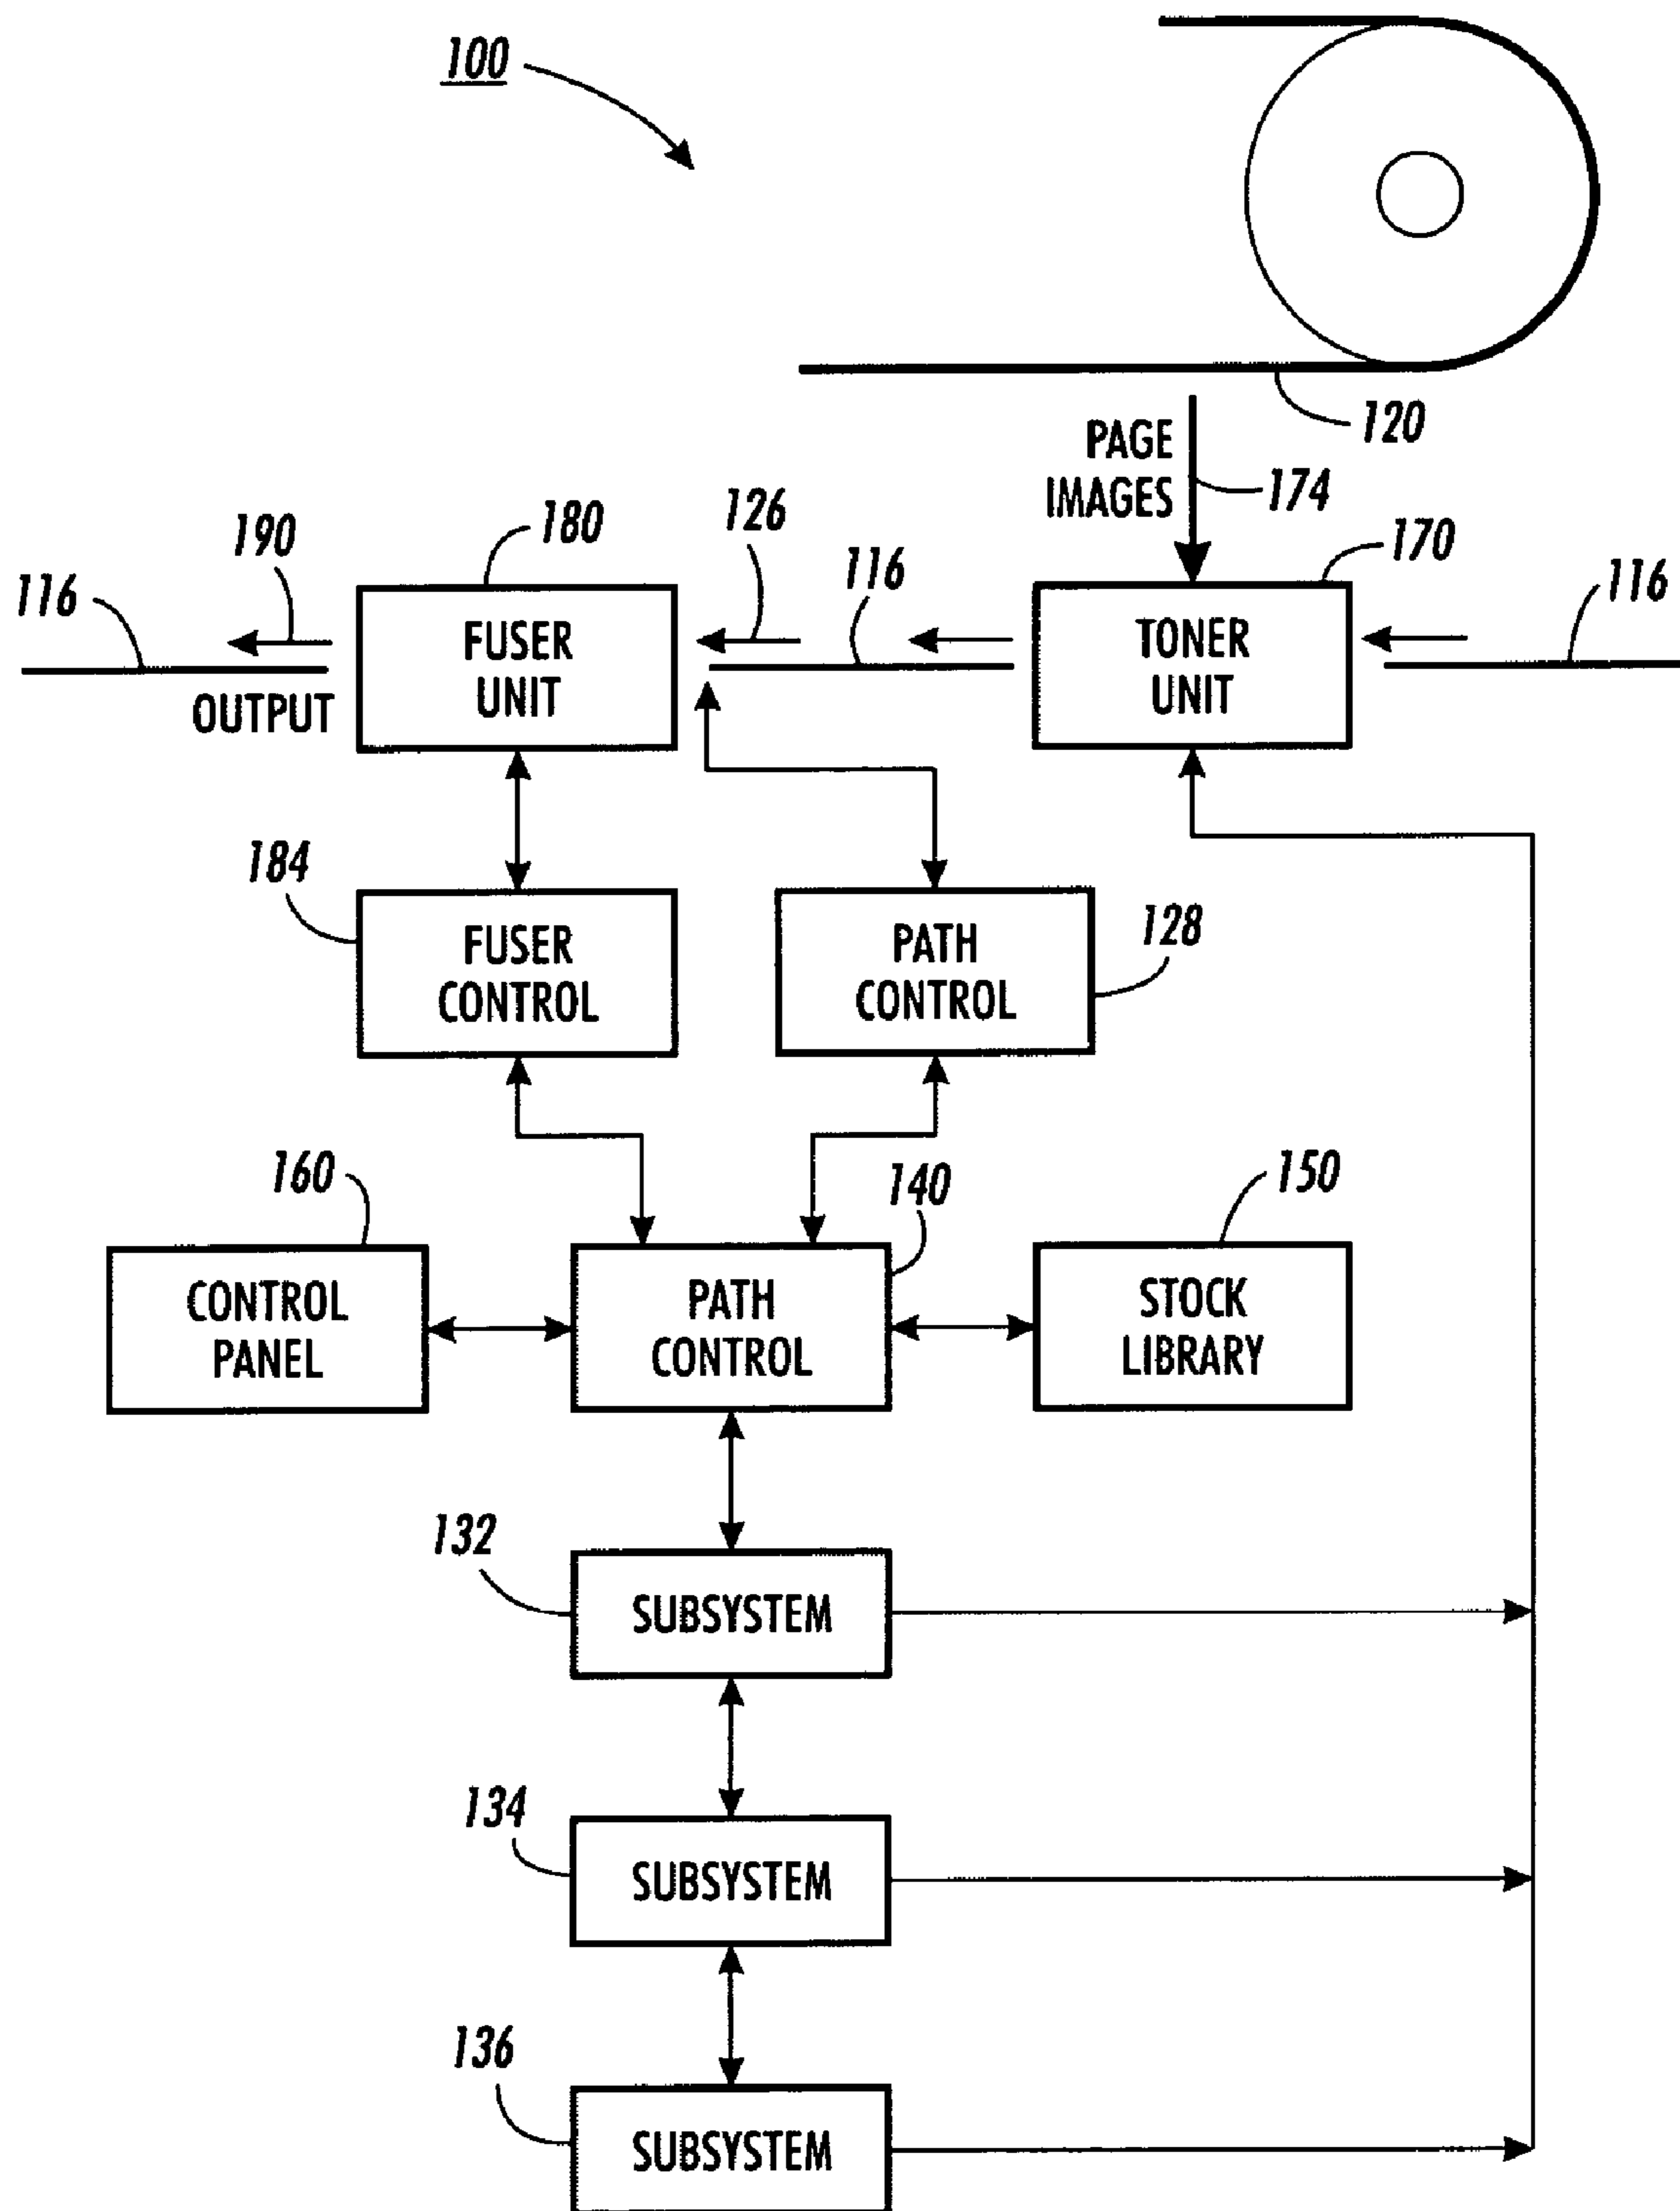 100
120
PAGE
IMAGES
174
126
180
190
116
116
170
116
FUSER
UNIT
TONER
UNIT
OUTPUT
184
FUSER
CONTROL
PATH
CONTROL
128
160
140
150
CONTROL
PANEL
PATH
CONTROL
STOCK
LIBRARY
132
SUBSYSTEM
134
SUBSYSTEM
136
SUBSYSTEM